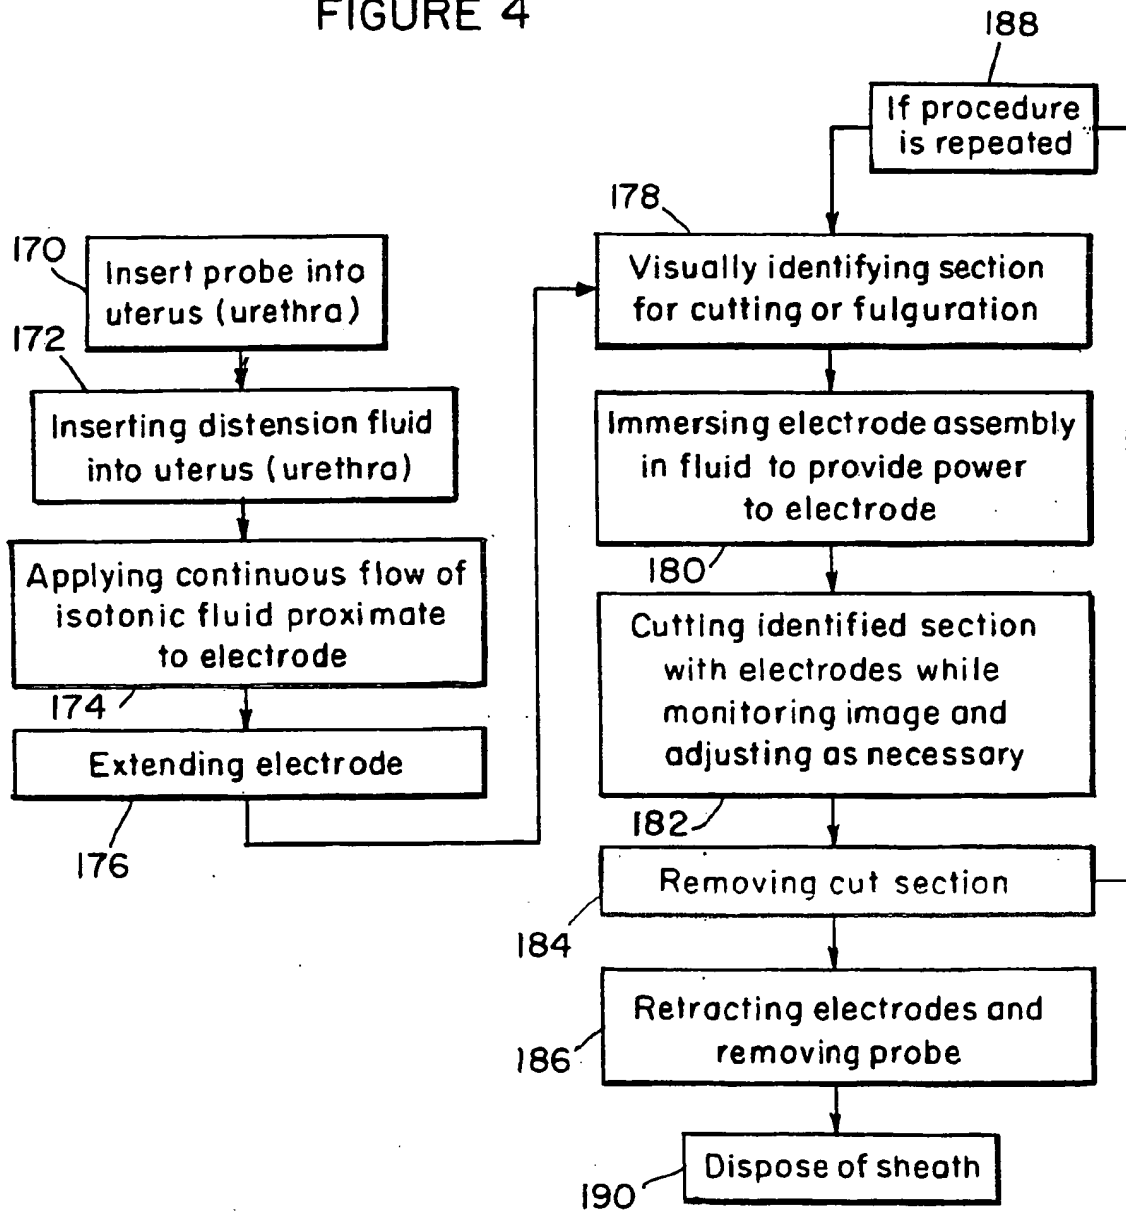 FIGURE 4
170
Insert probe into
uterus (urethra)
172
Inserting distension fluid
into uterus (urethra)
Applying continuous flow of
isotonic fluid proximate
to electrode
174
Extending electrode
176
188
If procedure
is repeated
178
Visually identifying section
for cutting or fulguration
Immersing electrode assembly
in fluid to provide power
to electrode
180
Cutting identified section
with electrodes while
monitoring image and
adjusting as necessary
182
Removing cut section
184
Retracting electrodes and
removing probe
186
Dispose of sheath
190